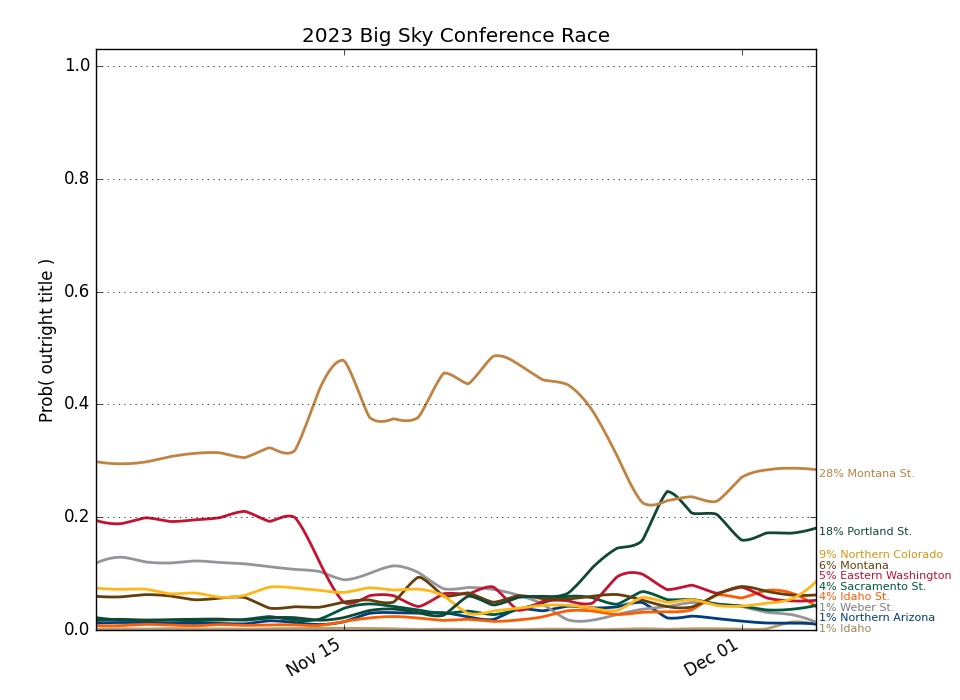 2023 Big Sky Conference Race
Prob( outright title )
1.0
0.8
0.6
0.4
0.2
0.0
Nov 15
Dec 01
28% Montana St.
18% Portland St.
9% Northern Colorado
6% Montana
5% Eastern Washington
4% Sacramento St.
4% Idaho St.
1% Weber St.
1% Northern Arizona
1% Idaho